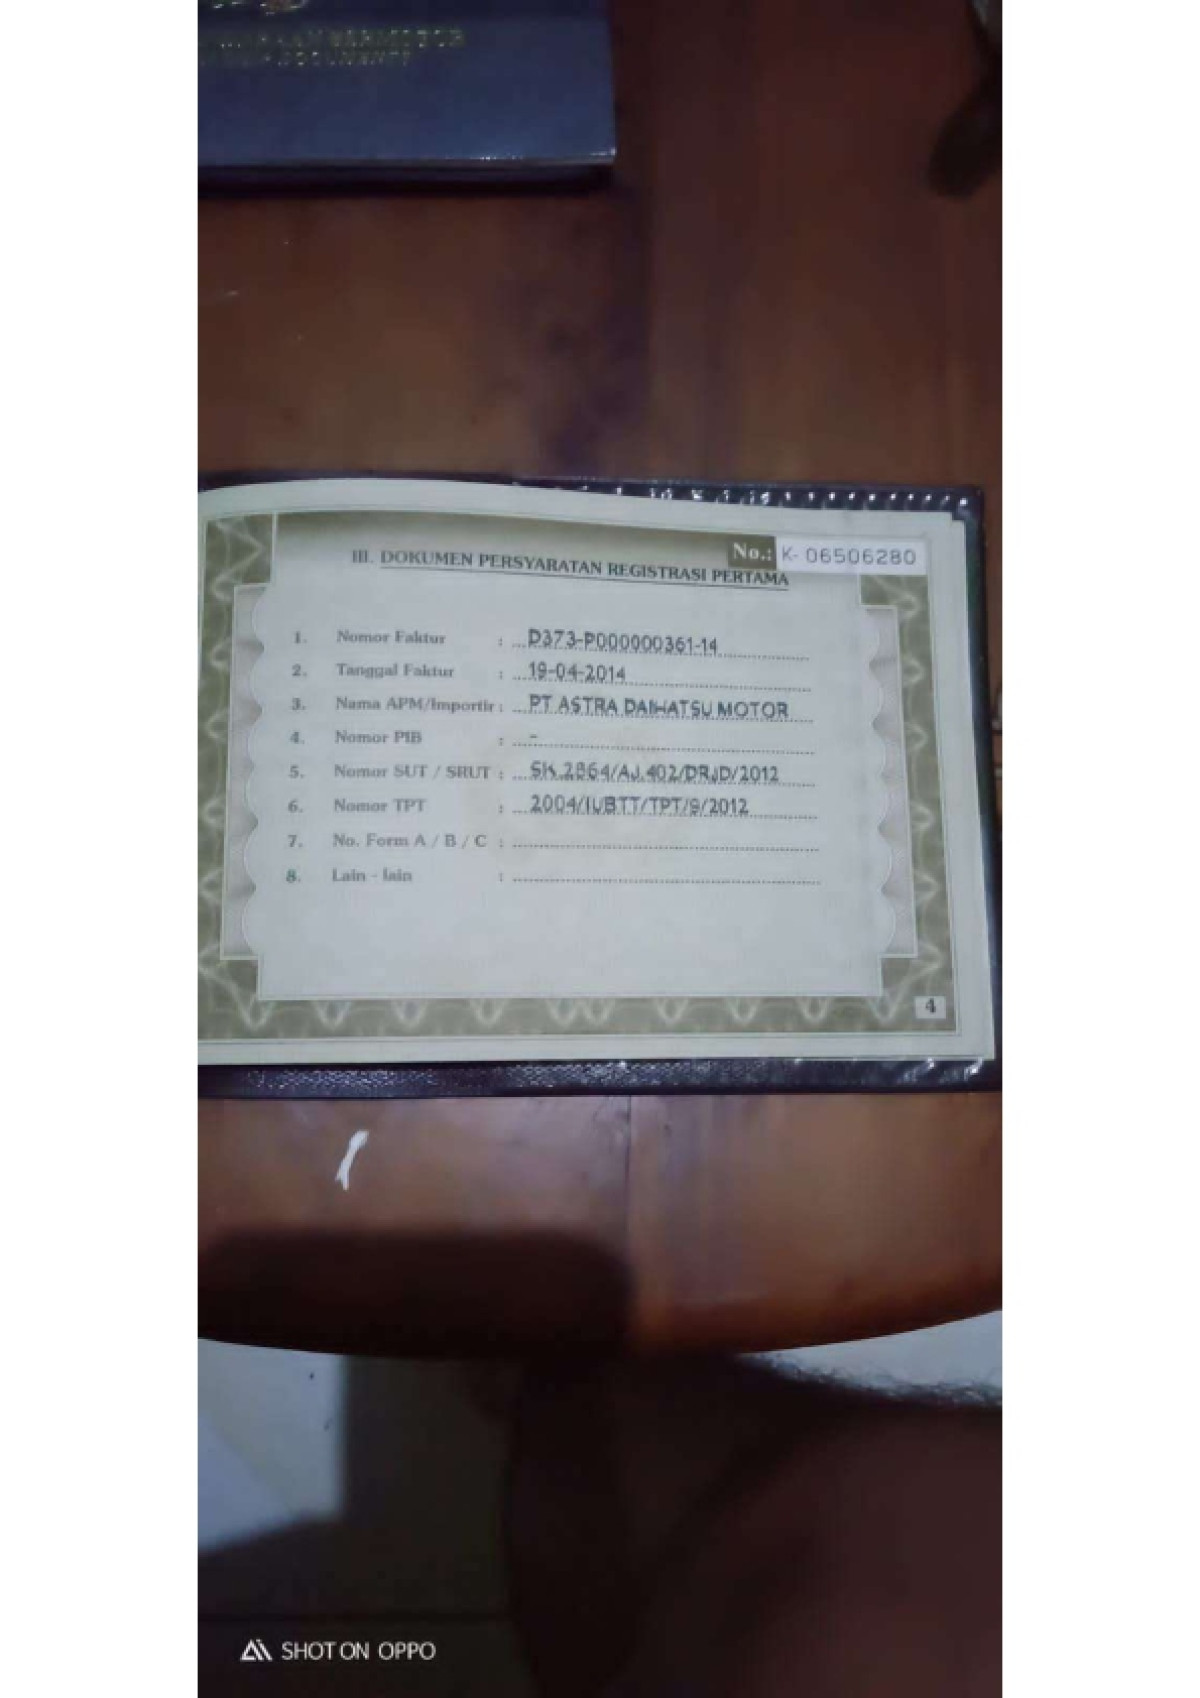 BERMOTOR
No.: K- 06506280
III. DOKUMEN PERSYARATAN REGISTRASI PERTAMA
1. Nomor Faktur : D373-P000000361-14
2. Tanggal Faktur : 19-04-2014
3. Nama APM/Importir : PT ASTRA DAIHATSU MOTOR
4. Nomor PIB : -
5. Nomor SUT / SRUT : SK.2864/AJ.402/DRJD/2012
6. Nomor TPT : 2004/IUBTT/TPT/9/2012
7. No. Form A / B / C :
8. Lain - lain :
4
SHOT ON OPPO